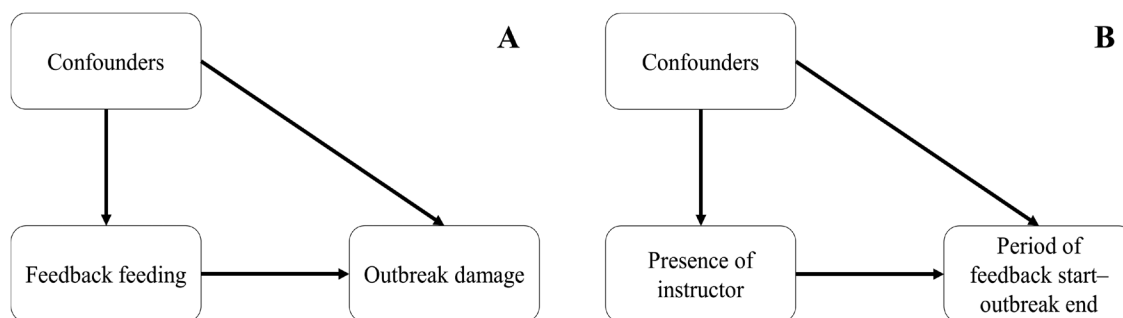 A
Confounders
Feedback feeding
Outbreak damage
B
Confounders
Presence of
instructor
Period of
feedback start–
outbreak end